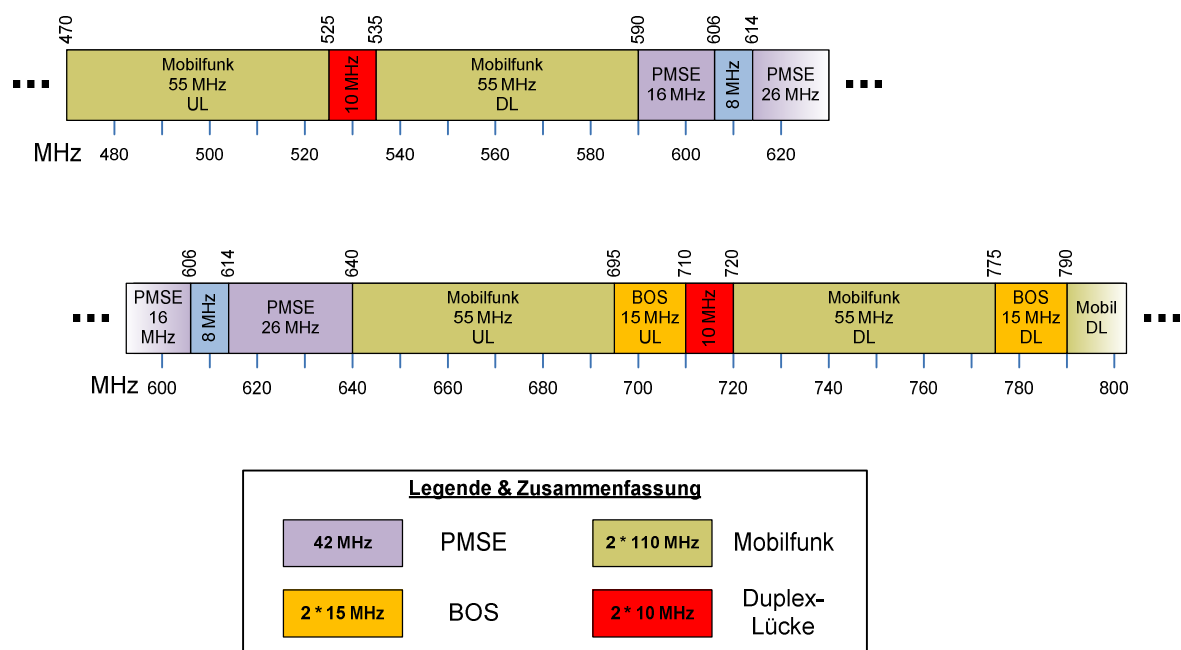 470 525 535 590 606 614
Mobilfunk
55 MHz
UL
10 MHz
Mobilfunk
55 MHz
DL
PMSE
16 MHz
8 MHz
PMSE
26 MHz
MHz 480 500 520 540 560 580 600 620
606 614 640 695 710 720 775 790
PMSE
16
MHz
8 MHz
PMSE
26 MHz
Mobilfunk
55 MHz
UL
BOS
15 MHz
UL
10 MHz
Mobilfunk
55 MHz
DL
BOS
15 MHz
DL
Mobil
DL
MHz 600 620 640 660 680 700 720 740 760 780 800
Legende & Zusammenfassung
42 MHz PMSE
2 * 110 MHz Mobilfunk
2 * 15 MHz BOS
2 * 10 MHz Duplex-
Lücke